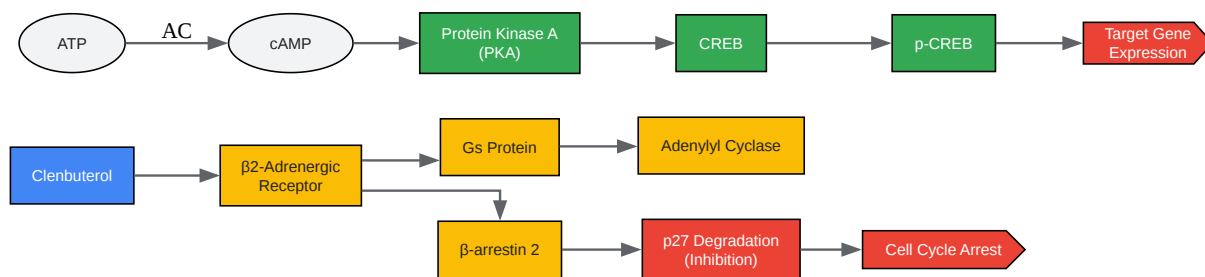 ATP
AC
cAMP
Protein Kinase A
(PKA)
CREB
p-CREB
Target Gene
Expression
Clenbuterol
β2-Adrenergic
Receptor
Gs Protein
Adenylyl Cyclase
β-arrestin 2
p27 Degradation
(Inhibition)
Cell Cycle Arrest